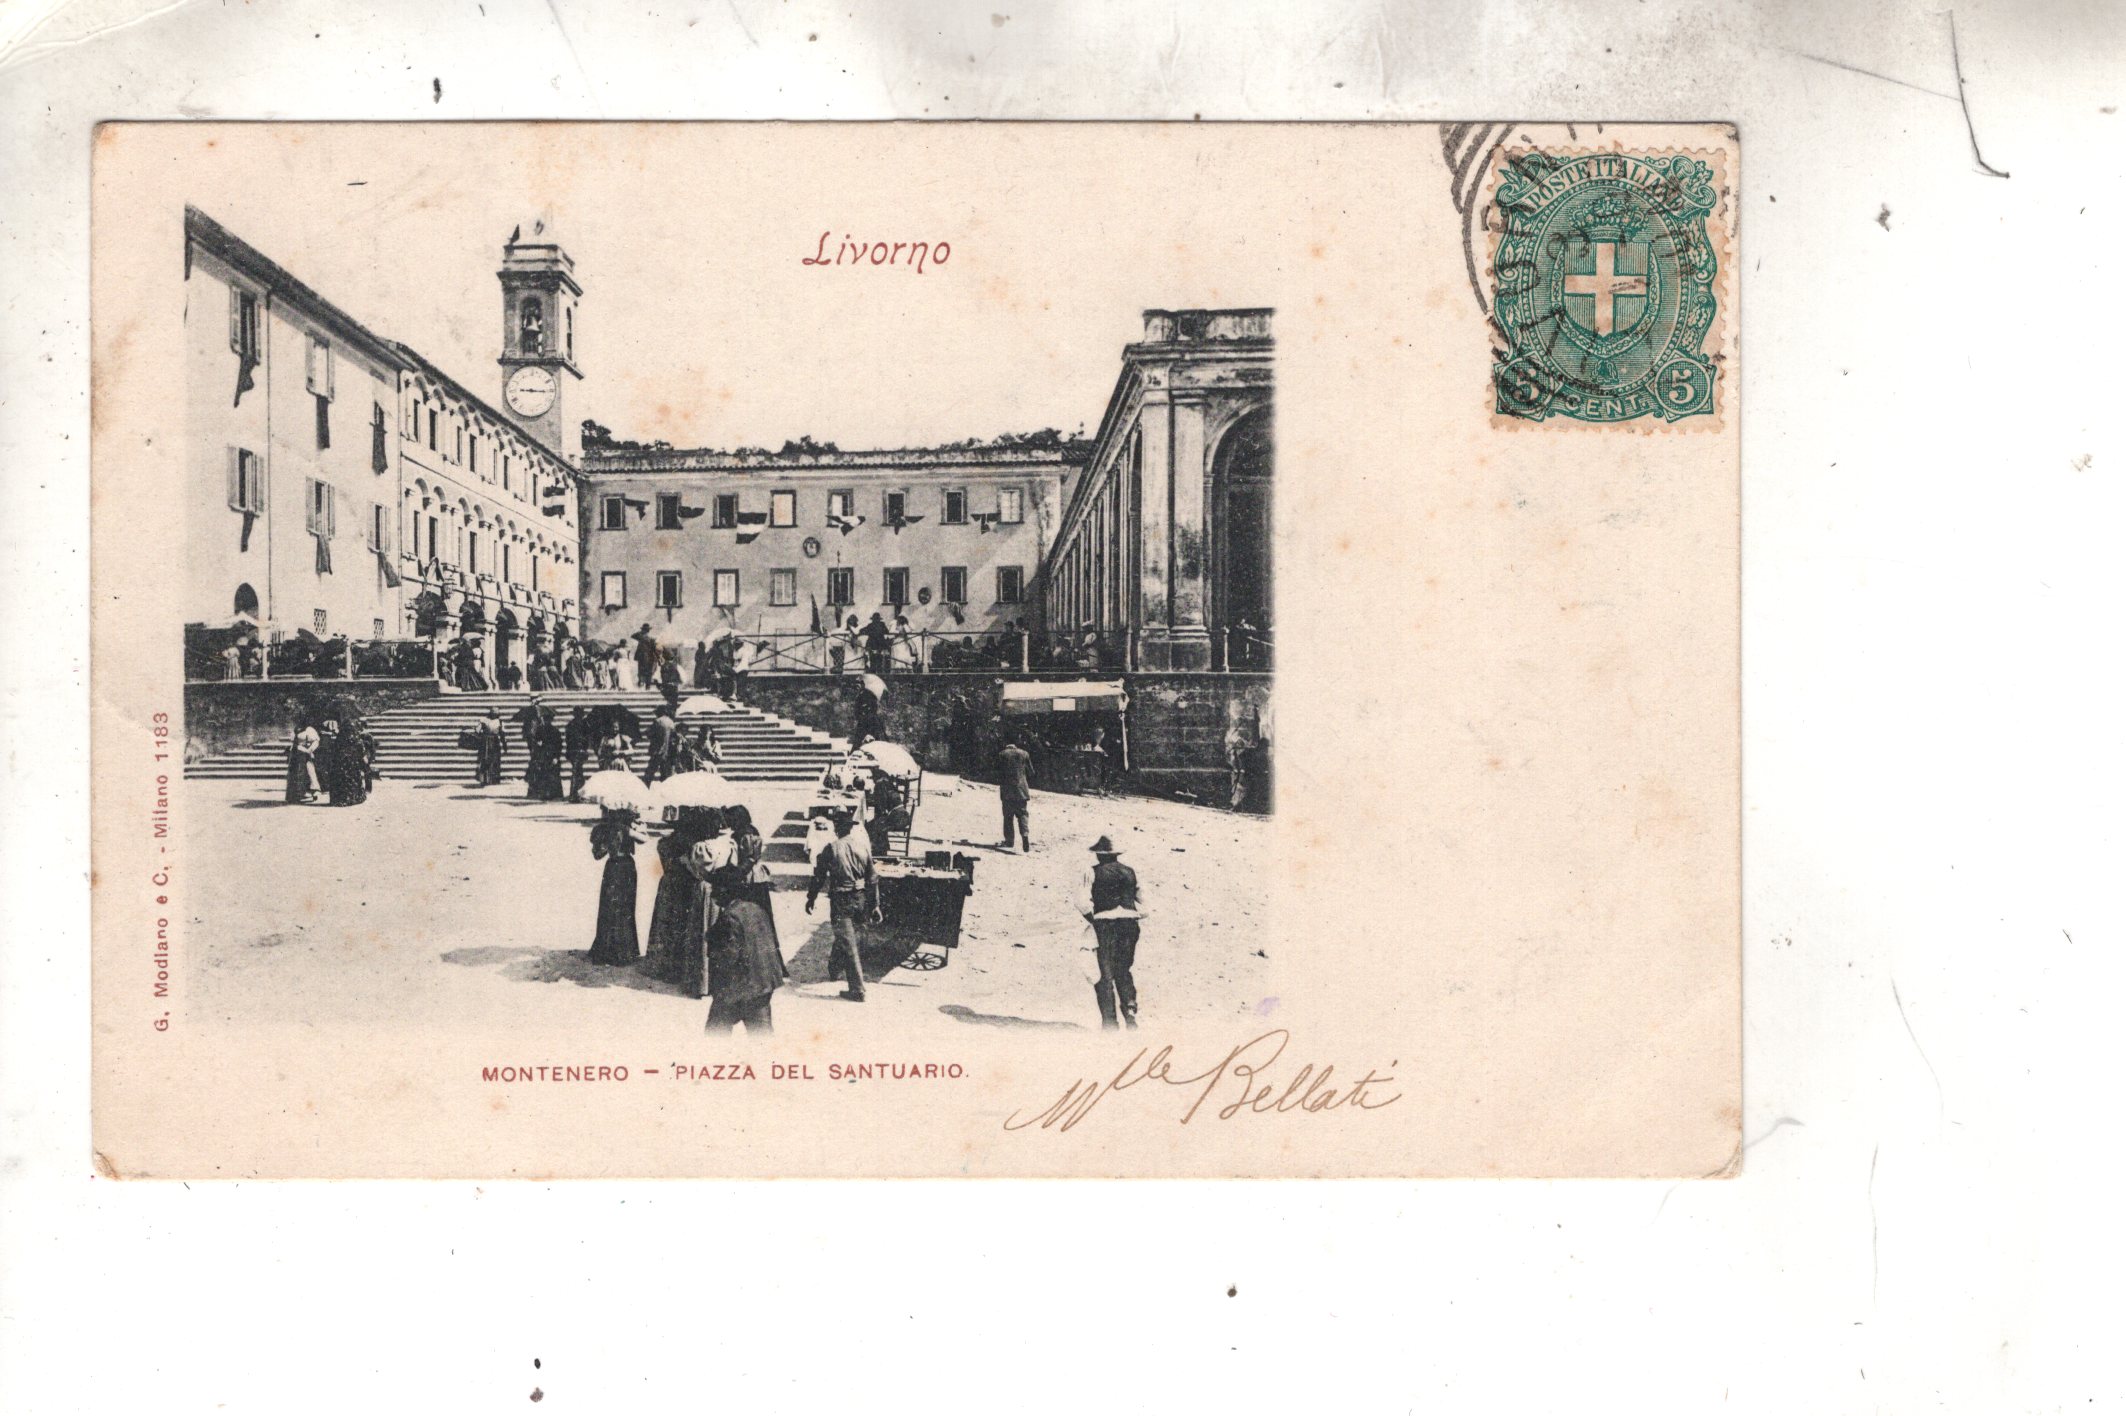 Livorno
POSTE ITALIANE
5 CENT. 5
G. Modiano e C. - Milano 1183
MONTENERO - PIAZZA DEL SANTUARIO.
Mlle Bellati